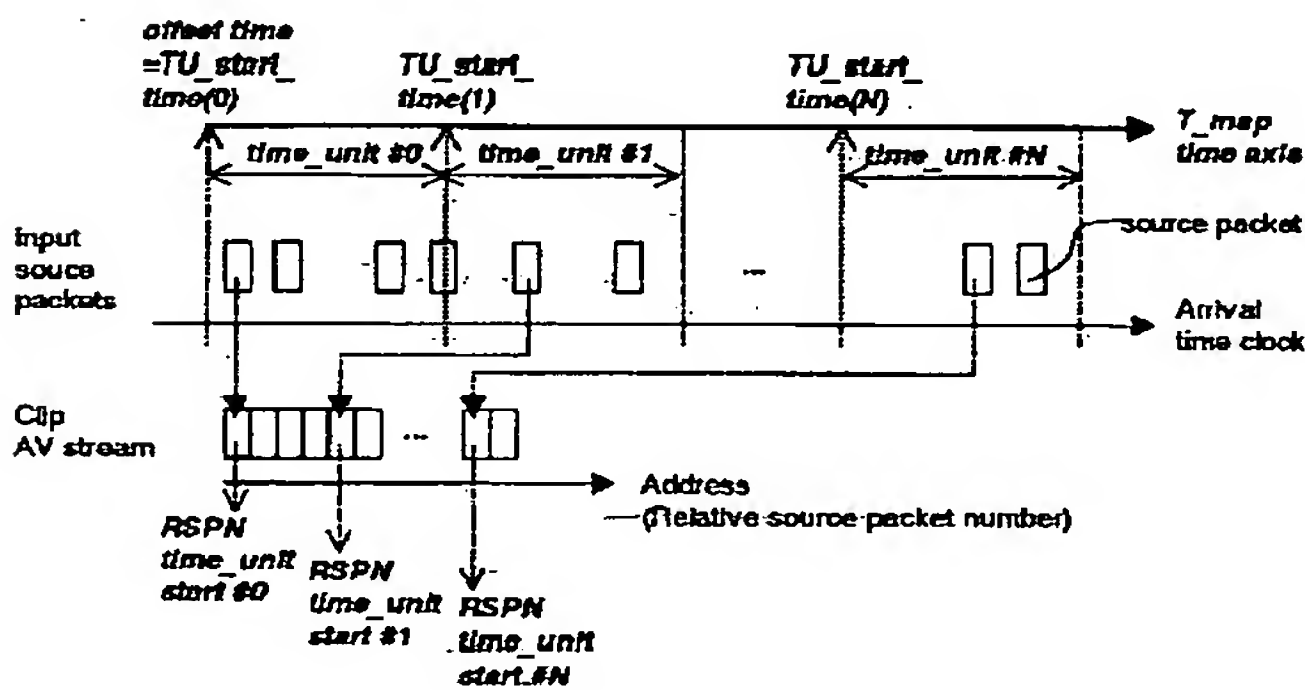 offset time
=TU_start_
time(0)
TU_start_
time(1)
TU_start_
time(N)
T_map
time axis
time_unit #0
time_unit #1
time_unit #N
Input
souce
packets
source packet
...
Arrival
time clock
Clip
AV stream
...
Address
(Relative source packet number)
RSPN
time_unit
start #0
RSPN
time_unit
start #1
RSPN
time_unit
start #N